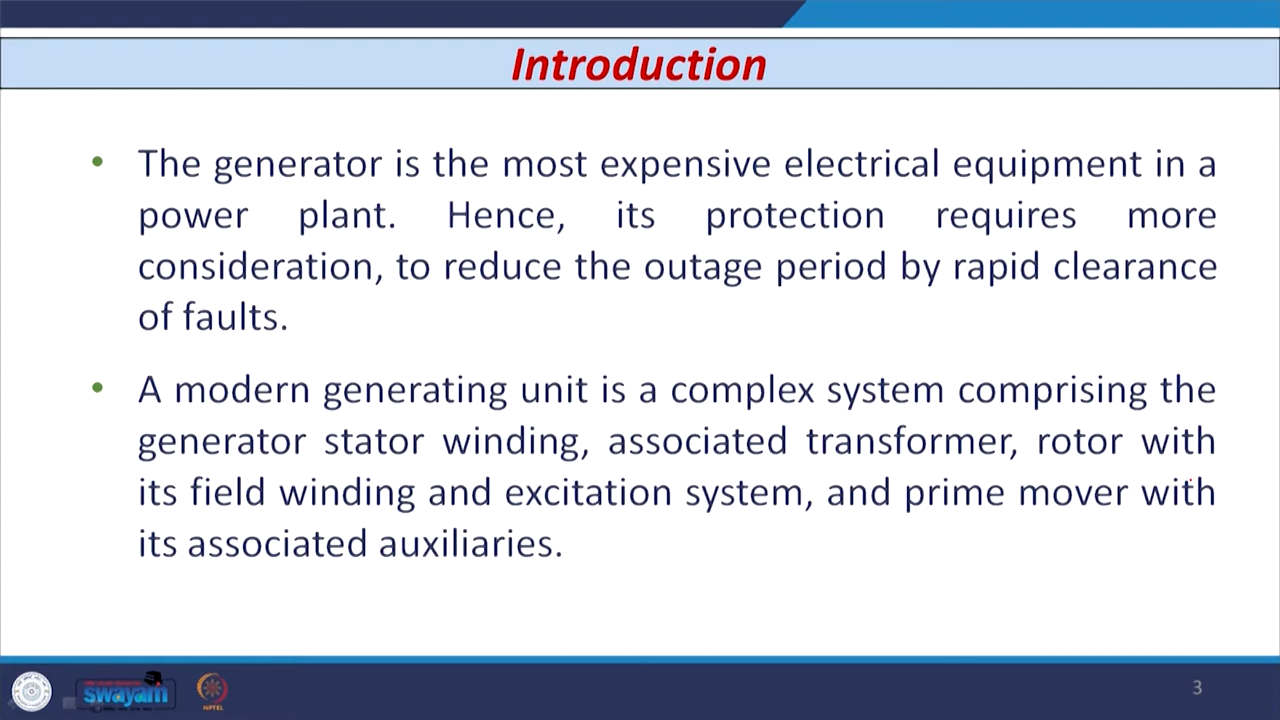 Introduction
• The generator is the most expensive electrical equipment in a
power plant. Hence, its protection requires more
consideration, to reduce the outage period by rapid clearance
of faults.
• A modern generating unit is a complex system comprising the
generator stator winding, associated transformer, rotor with
its field winding and excitation system, and prime mover with
its associated auxiliaries.
swayam
NPTEL
3